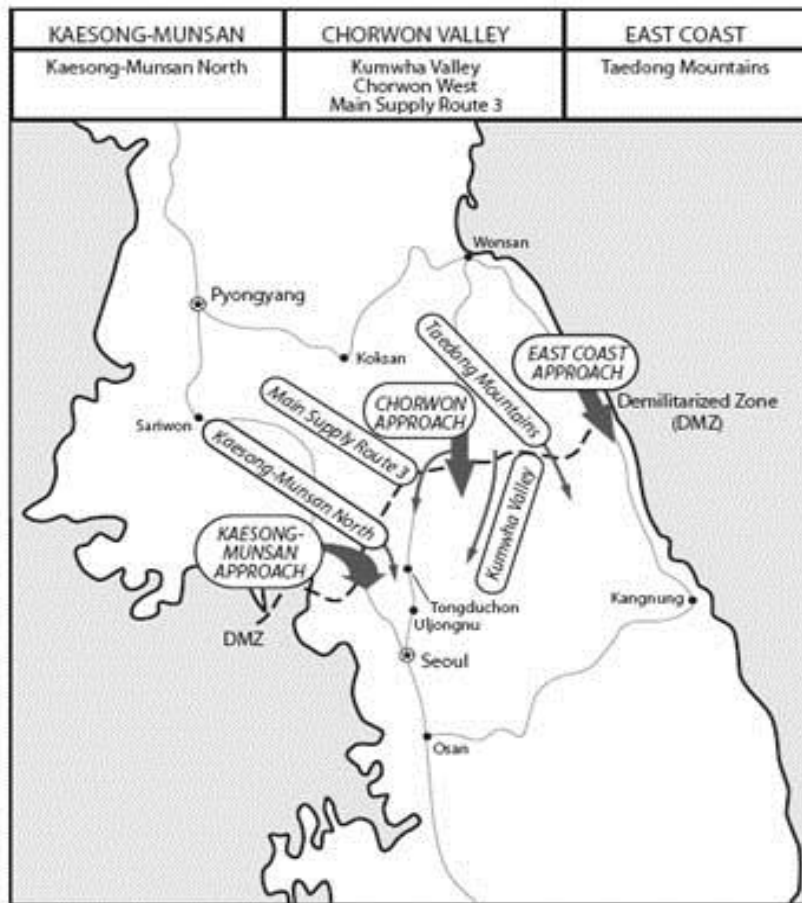 KAESONG-MUNSAN
CHORWON VALLEY
EAST COAST
Kaesong-Munsan North
Kumwha Valley
Chorwon West
Main Supply Route 3
Taedong Mountains
Wonsan
Pyongyang
Koksan
Taedong Mountains
EAST COAST
APPROACH
Demilitarized Zone
(DMZ)
Main Supply Route 3
CHORWON
APPROACH
Sariwon
Kaesong-Munsan North
Kumwha Valley
KAESONG-
MUNSAN
APPROACH
Tongduchon
Uljongnu
Kangnung
DMZ
Seoul
Osan